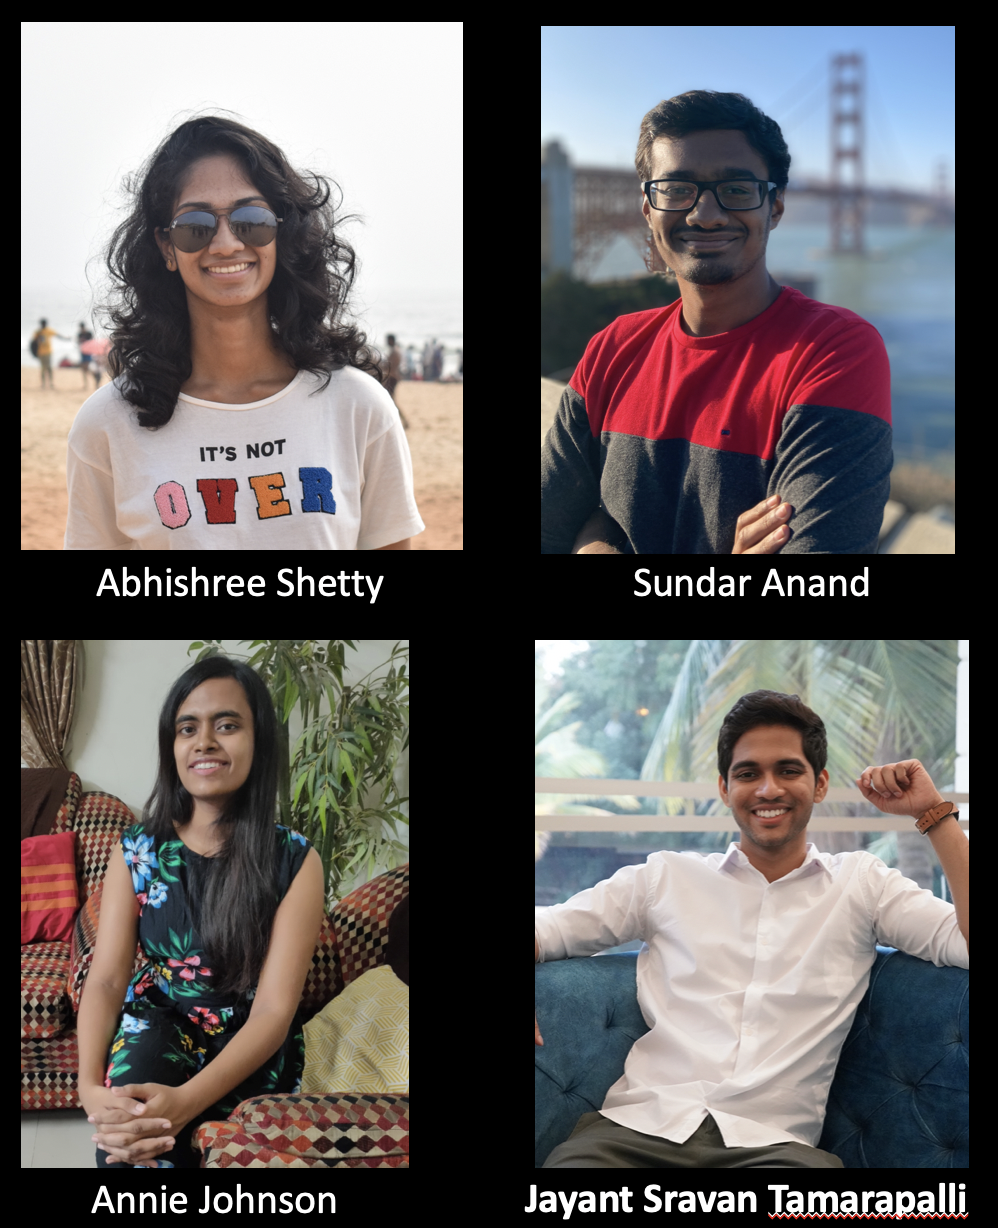 IT'S NOT
OVER
Abhishree Shetty
Sundar Anand
Annie Johnson
Jayant Sravan Tamarapalli